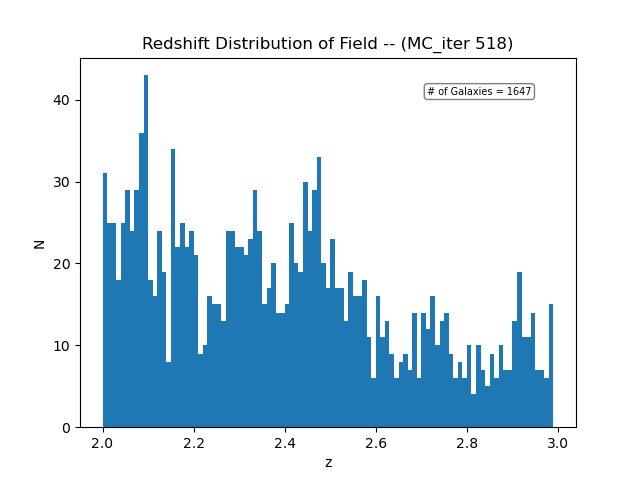 Redshift Distribution of Field -- (MC_iter 518)
# of Galaxies = 1647
40
30
20
10
0
N
2.0 2.2 2.4 2.6 2.8 3.0
z